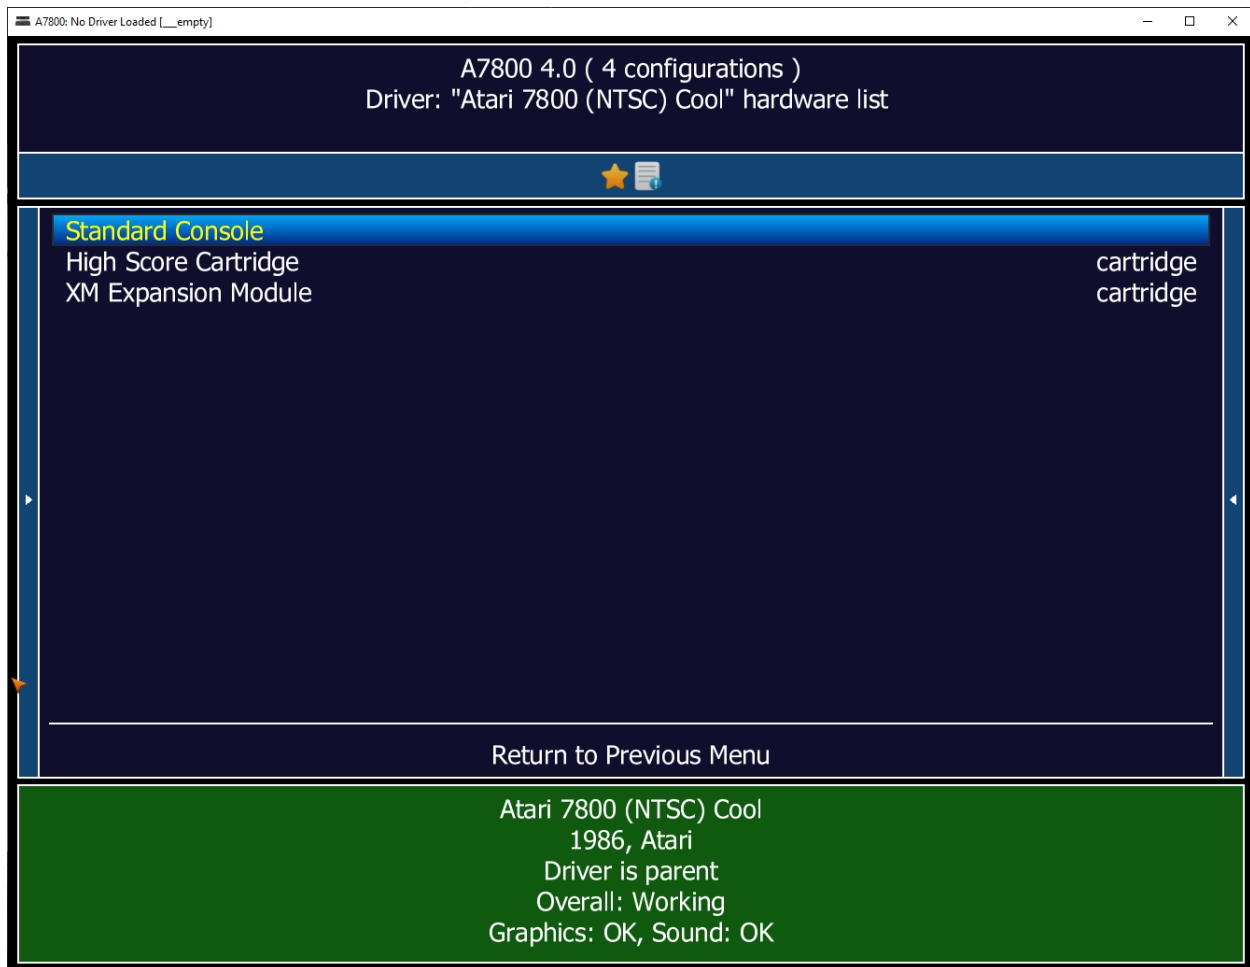 A7800: No Driver Loaded [__empty]
A7800 4.0 ( 4 configurations )
Driver: "Atari 7800 (NTSC) Cool" hardware list
Standard Console
High Score Cartridge cartridge
XM Expansion Module cartridge
Return to Previous Menu
Atari 7800 (NTSC) Cool
1986, Atari
Driver is parent
Overall: Working
Graphics: OK, Sound: OK